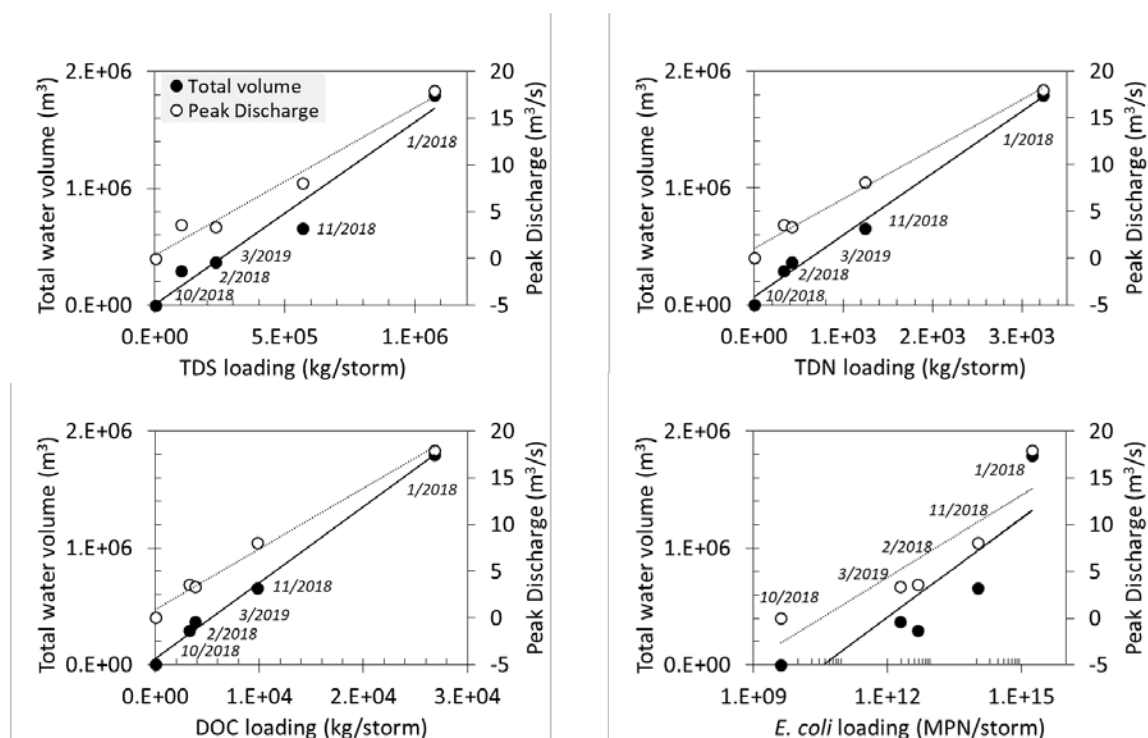 Total water volume (m³)
2.E+06
1.E+06
0.E+00
Total volume
Peak Discharge
1/2018
11/2018
3/2019
2/2018
10/2018
20
15
10
5
0
-5
Peak Discharge (m³/s)
0.E+00 5.E+05 1.E+06
TDS loading (kg/storm)
Total water volume (m³)
2.E+06
1.E+06
0.E+00
1/2018
11/2018
3/2019
2/2018
10/2018
20
15
10
5
0
-5
Peak Discharge (m³/s)
0.E+00 1.E+03 2.E+03 3.E+03
TDN loading (kg/storm)
Total water volume (m³)
2.E+06
1.E+06
0.E+00
1/2018
11/2018
3/2019
2/2018
10/2018
20
15
10
5
0
-5
Peak Discharge (m³/s)
0.E+00 1.E+04 2.E+04 3.E+04
DOC loading (kg/storm)
Total water volume (m³)
2.E+06
1.E+06
0.E+00
1/2018
11/2018
2/2018
3/2019
10/2018
20
15
10
5
0
-5
Peak Discharge (m³/s)
1.E+09 1.E+12 1.E+15
E. coli loading (MPN/storm)